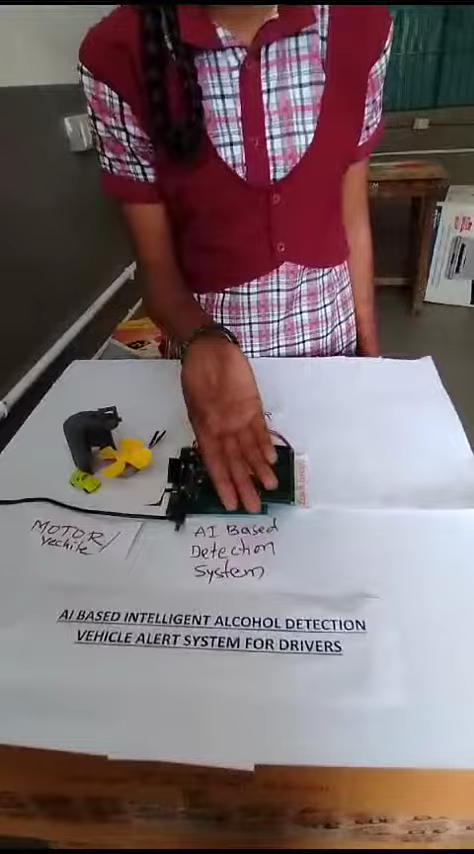 MOTOR/
Vechile
AI Based
Detection
System
AI BASED INTELLIGENT ALCOHOL DETECTION
VEHICLE ALERT SYSTEM FOR DRIVERS